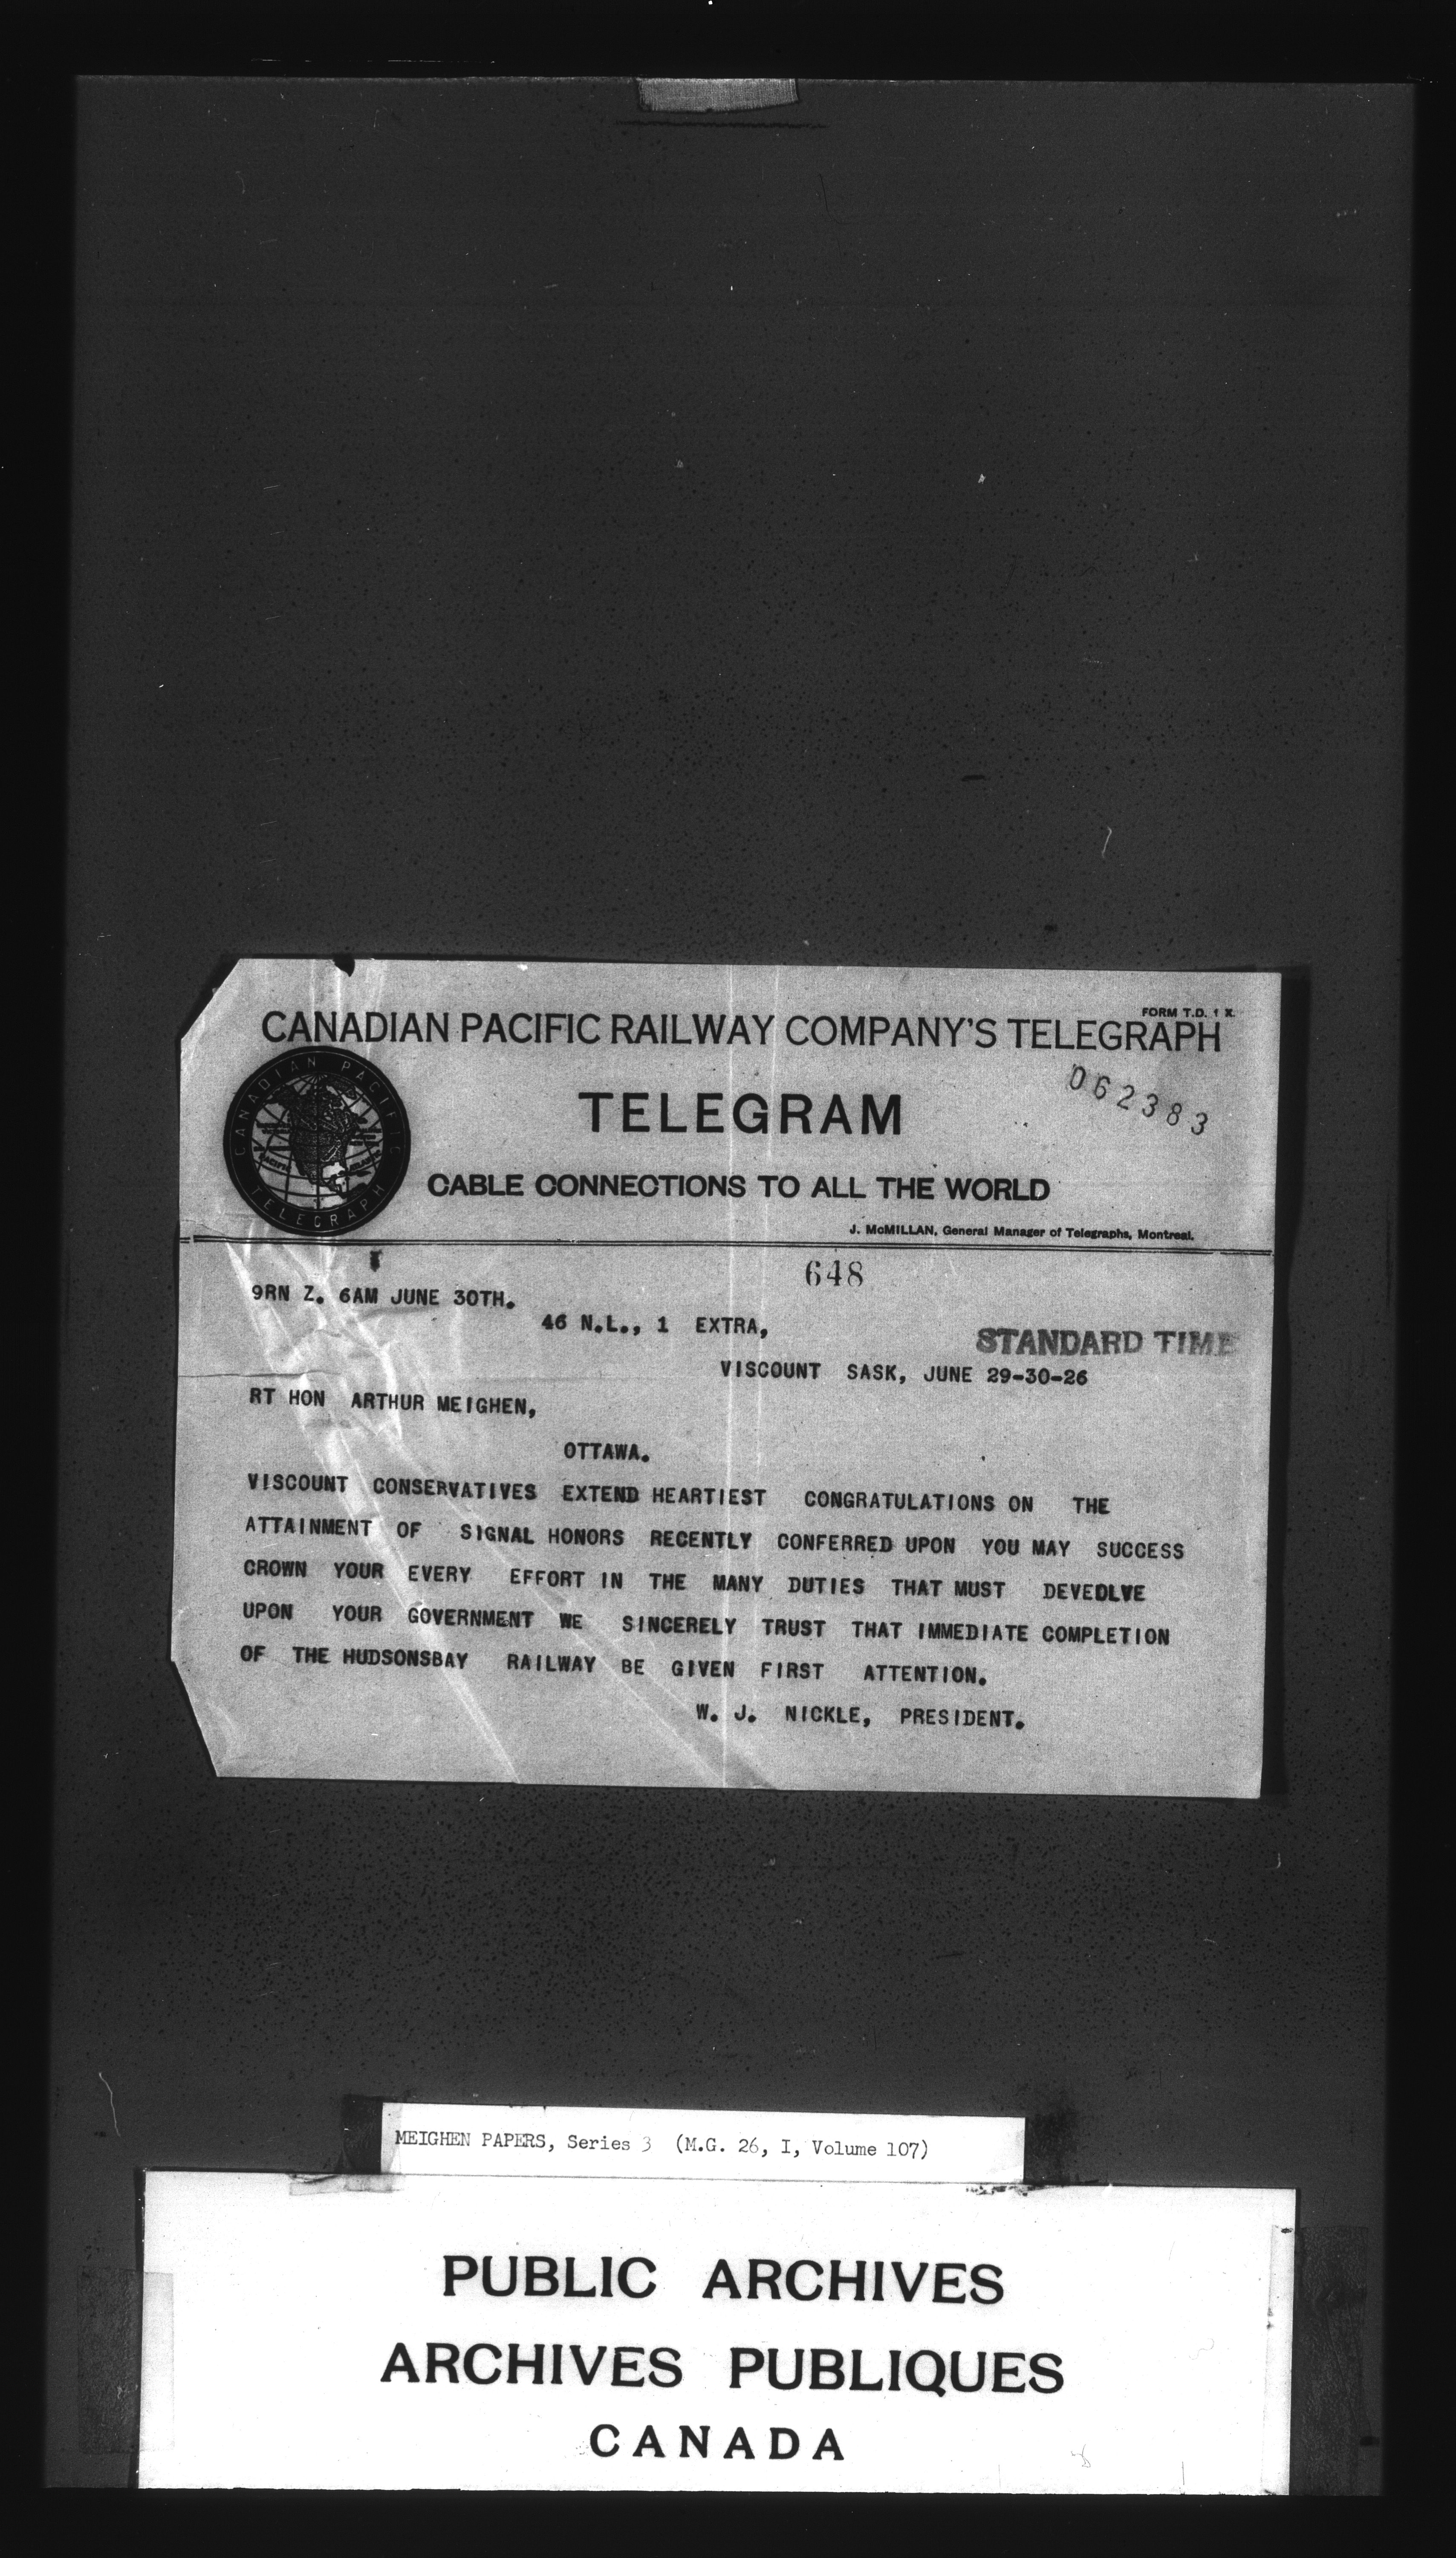 FORM T.D. 1 X.
CANADIAN PACIFIC RAILWAY COMPANY'S TELEGRAPH
062383
CANADIAN PACIFIC
TELEGRAPH
TELEGRAM
CABLE CONNECTIONS TO ALL THE WORLD
J. McMILLAN, General Manager of Telegraphs, Montreal.
648
9RN Z. 6AM JUNE 30TH.
46 N.L., 1 EXTRA,
STANDARD TIME
VISCOUNT SASK, JUNE 29-30-26
RT HON ARTHUR MEIGHEN,
OTTAWA.
VISCOUNT CONSERVATIVES EXTEND HEARTIEST CONGRATULATIONS ON THE
ATTAINMENT OF SIGNAL HONORS RECENTLY CONFERRED UPON YOU MAY SUCCESS
CROWN YOUR EVERY EFFORT IN THE MANY DUTIES THAT MUST DEVEOLVE
UPON YOUR GOVERNMENT WE SINCERELY TRUST THAT IMMEDIATE COMPLETION
OF THE HUDSONSBAY RAILWAY BE GIVEN FIRST ATTENTION.
W. J. NICKLE, PRESIDENT.
MEIGHEN PAPERS, Series 3 (M.G. 26, I, Volume 107)
PUBLIC ARCHIVES
ARCHIVES PUBLIQUES
CANADA